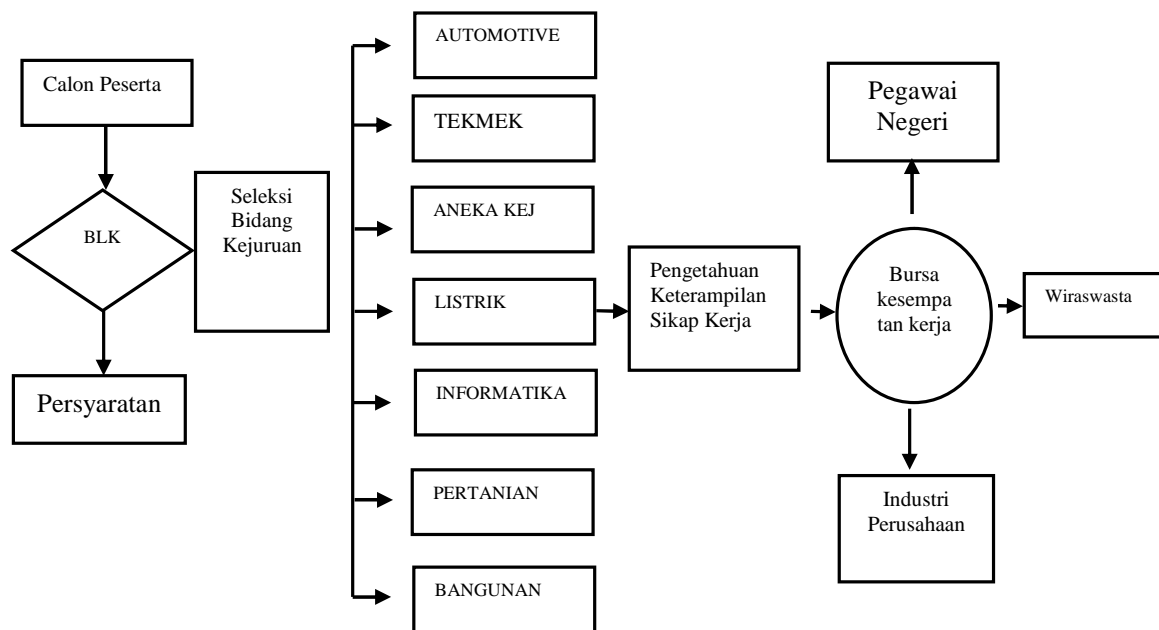 Calon Peserta
BLK
Persyaratan
Seleksi
Bidang
Kejuruan
AUTOMOTIVE
TEKMEK
ANEKA KEJ
LISTRIK
INFORMATIKA
PERTANIAN
BANGUNAN
Pengetahuan
Keterampilan
Sikap Kerja
Bursa
kesempa
tan kerja
Pegawai
Negeri
Wiraswasta
Industri
Perusahaan